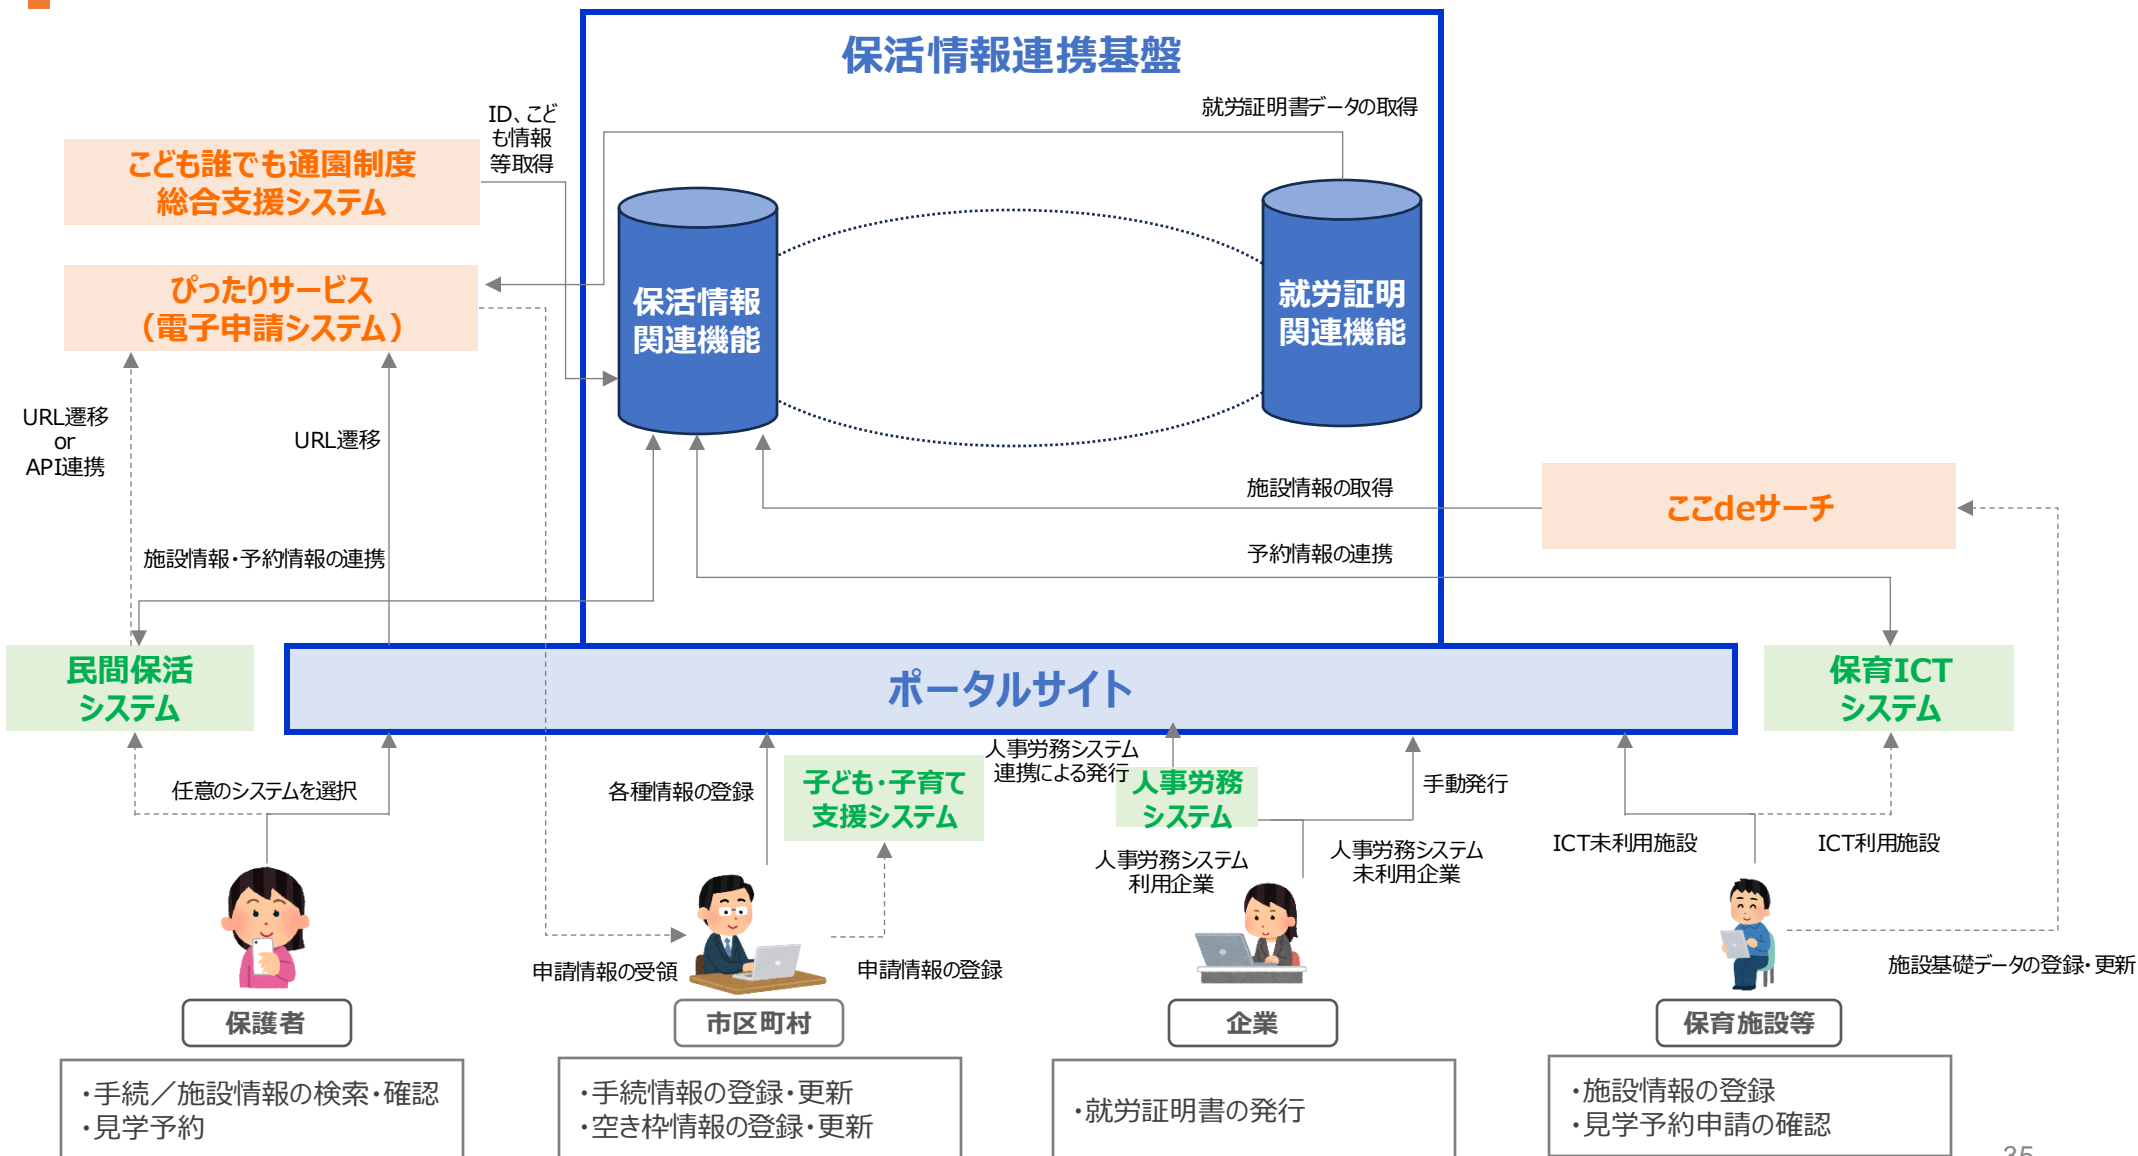 保活情報連携基盤
就労証明書データの取得
ID、こど
も情報
等取得
こども誰でも通園制度
総合支援システム
ぴったりサービス
（電子申請システム）
保活情報
関連機能
就労証明
関連機能
URL遷移
or
API連携
URL遷移
施設情報の取得
ここdeサーチ
施設情報・予約情報の連携
予約情報の連携
民間保活
システム
ポータルサイト
保育ICT
システム
任意のシステムを選択
各種情報の登録
子ども・子育て
支援システム
人事労務システム
連携による発行
人事労務
システム
手動発行
人事労務システム
利用企業
人事労務システム
未利用企業
ICT未利用施設
ICT利用施設
申請情報の受領
申請情報の登録
施設基礎データの登録・更新
保護者
市区町村
企業
保育施設等
・手続／施設情報の検索・確認
・見学予約
・手続情報の登録・更新
・空き枠情報の登録・更新
・就労証明書の発行
・施設情報の登録
・見学予約申請の確認
35